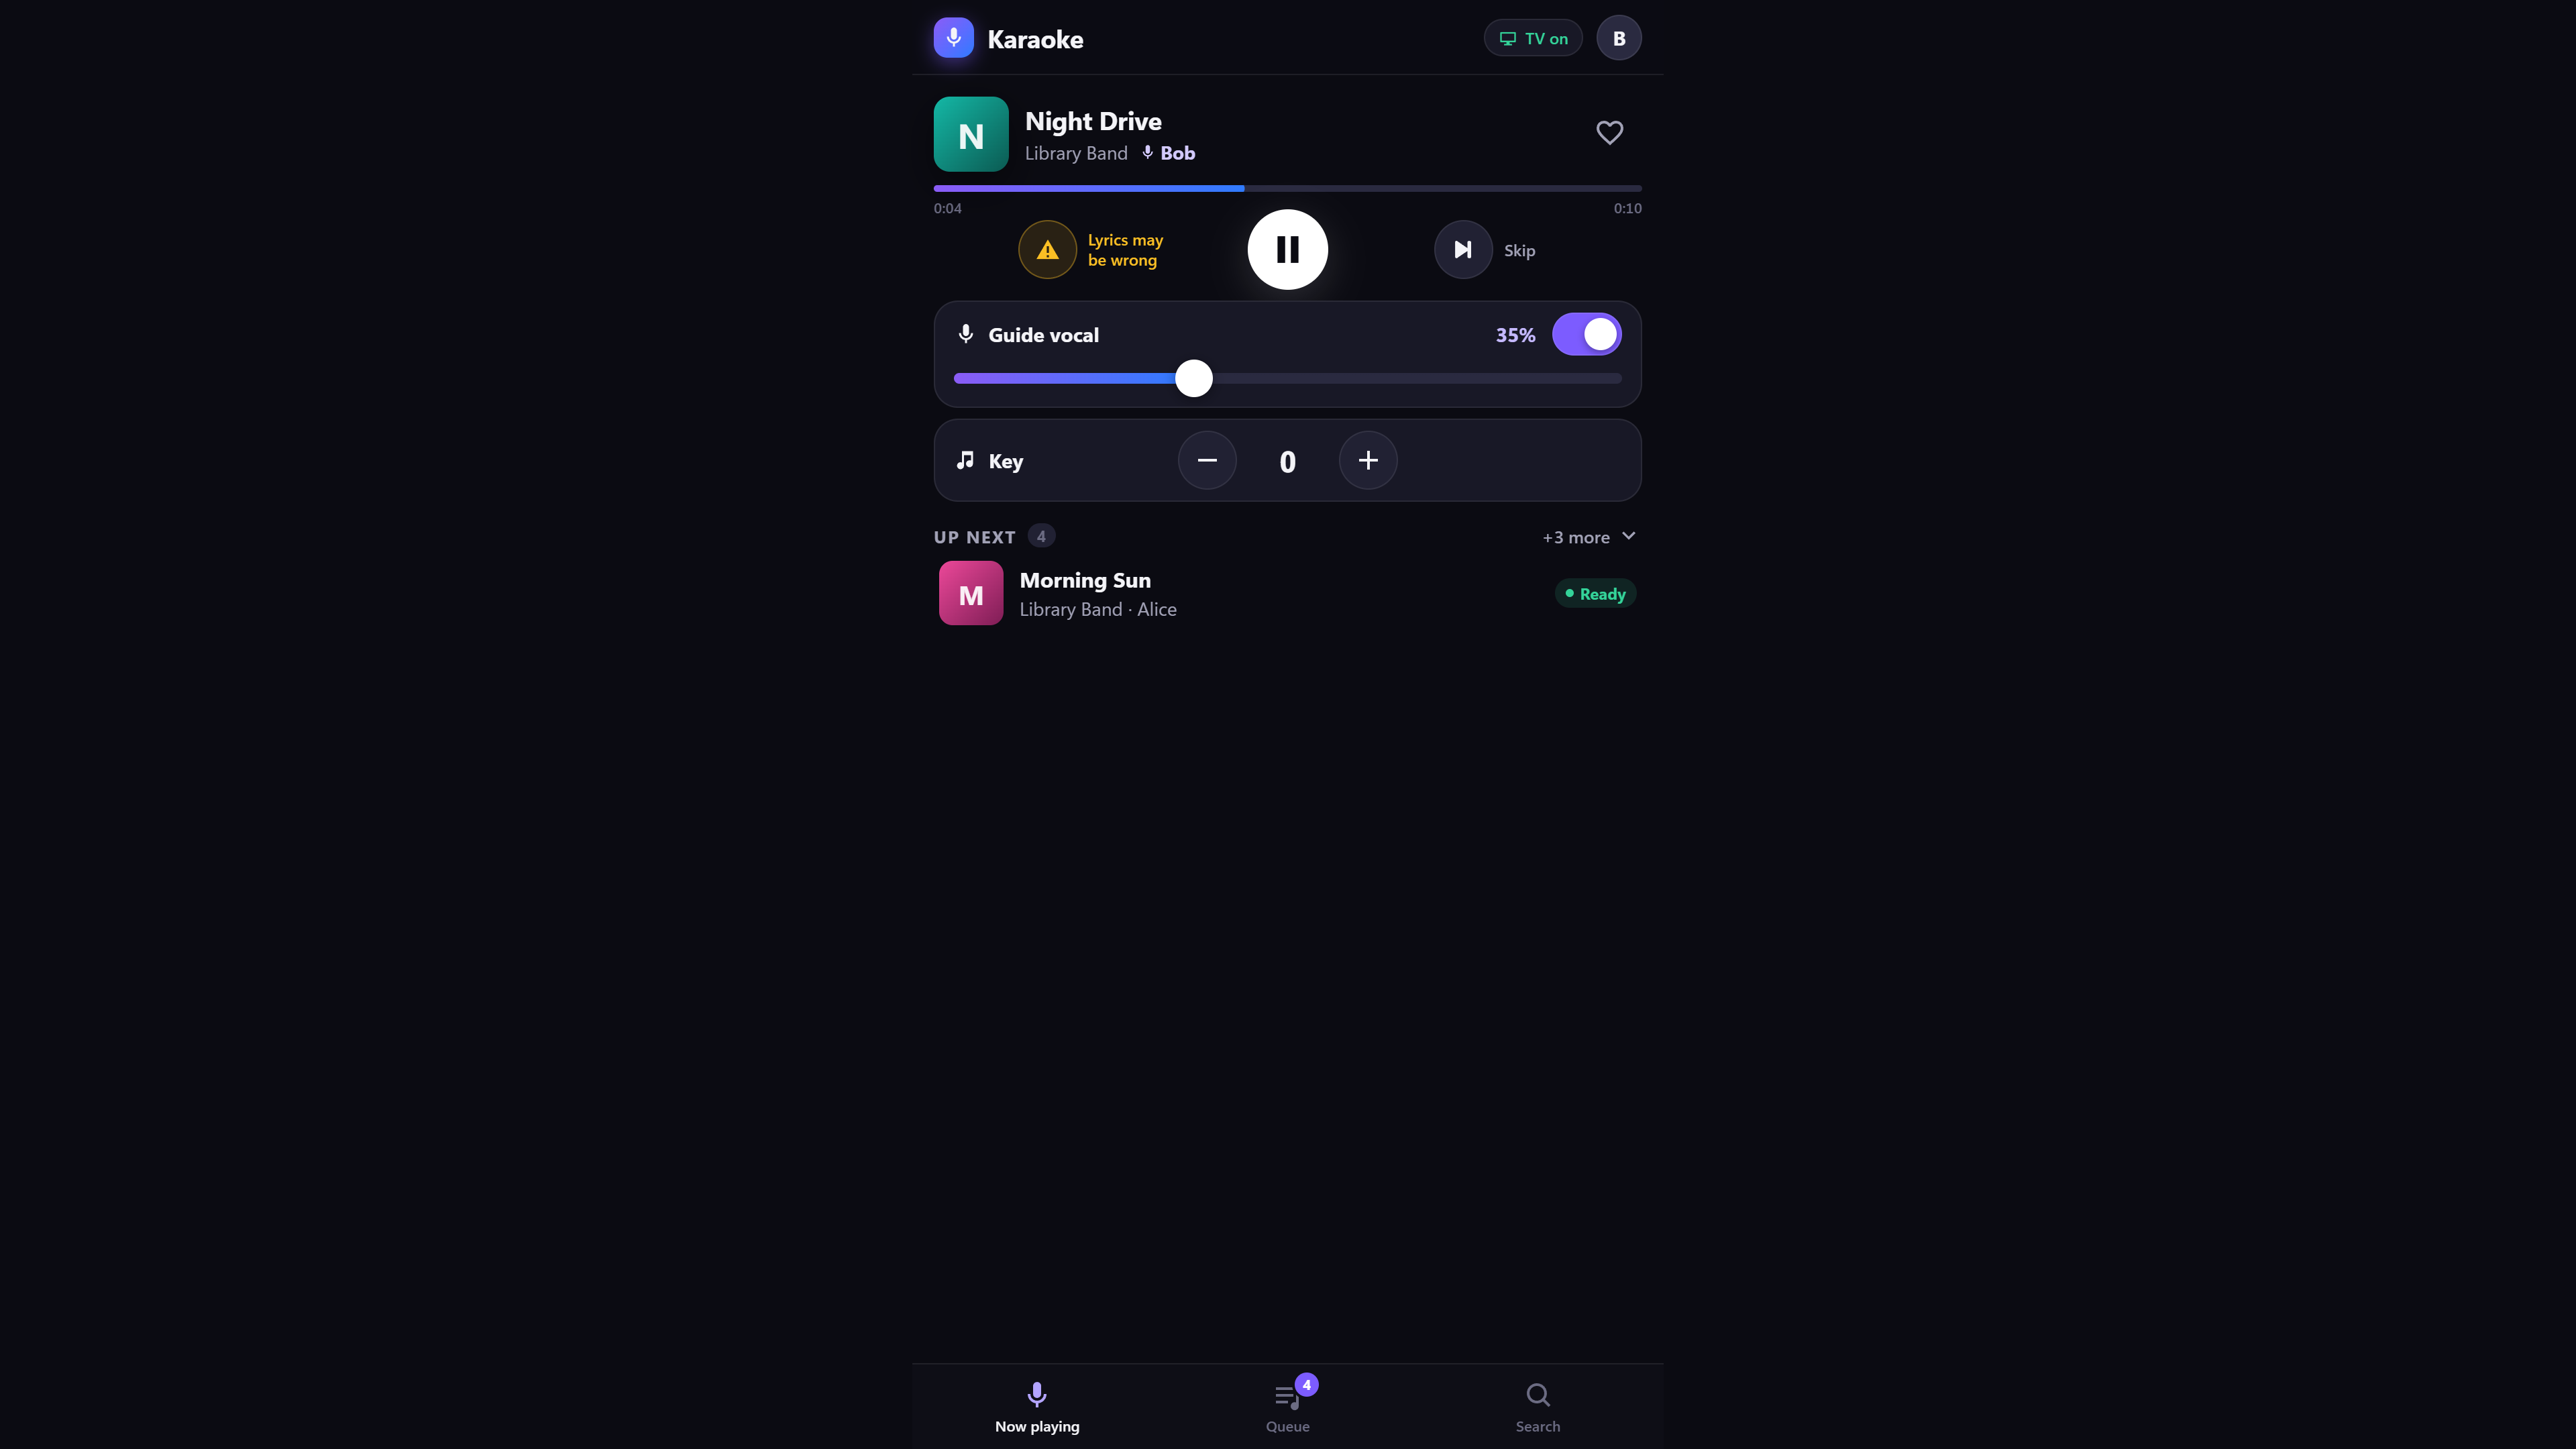 Karaoke
TV on
B
N
Night Drive
Library Band Bob
0:04
0:10
Lyrics may
be wrong
Skip
Guide vocal
35%
Key
0
UP NEXT 4
+3 more
M
Morning Sun
Library Band · Alice
Ready
Now playing
4
Queue
Search